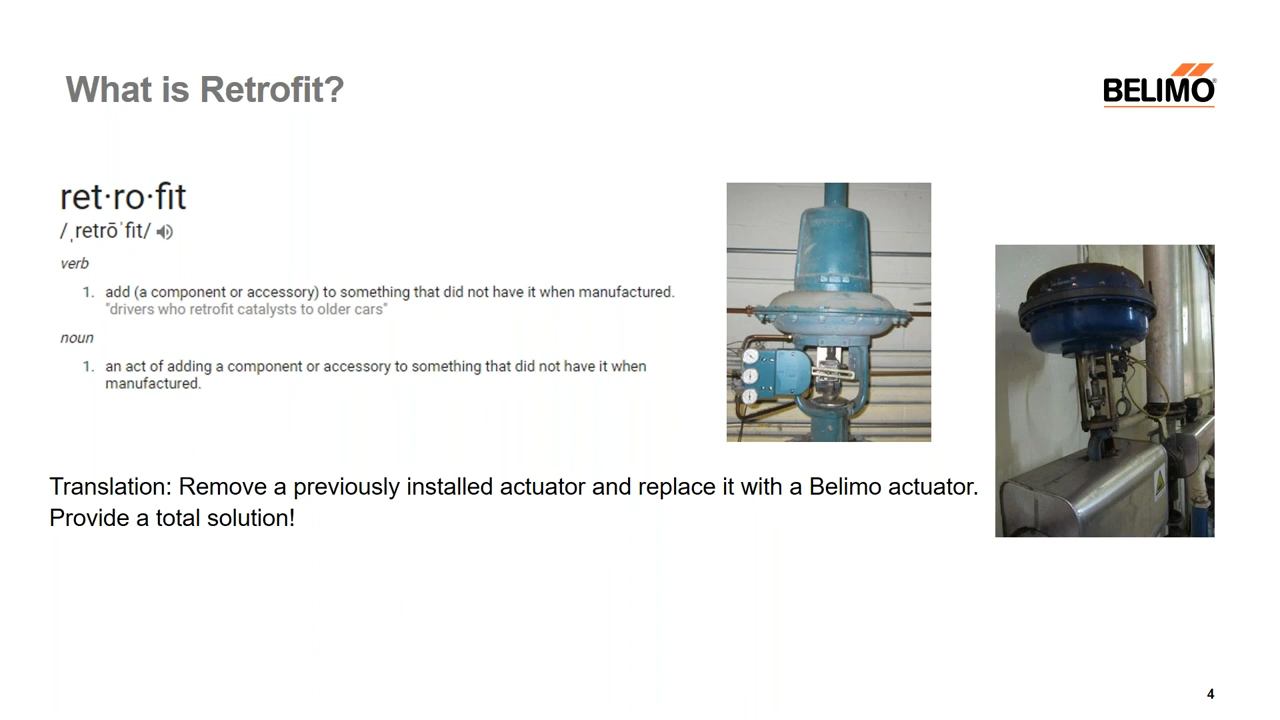 What is Retrofit?
BELIMO
ret·ro·fit
/ˌretrōˈfit/
verb
1. add (a component or accessory) to something that did not have it when manufactured.
"drivers who retrofit catalysts to older cars"
noun
1. an act of adding a component or accessory to something that did not have it when
manufactured.
Translation: Remove a previously installed actuator and replace it with a Belimo actuator.
Provide a total solution!
4